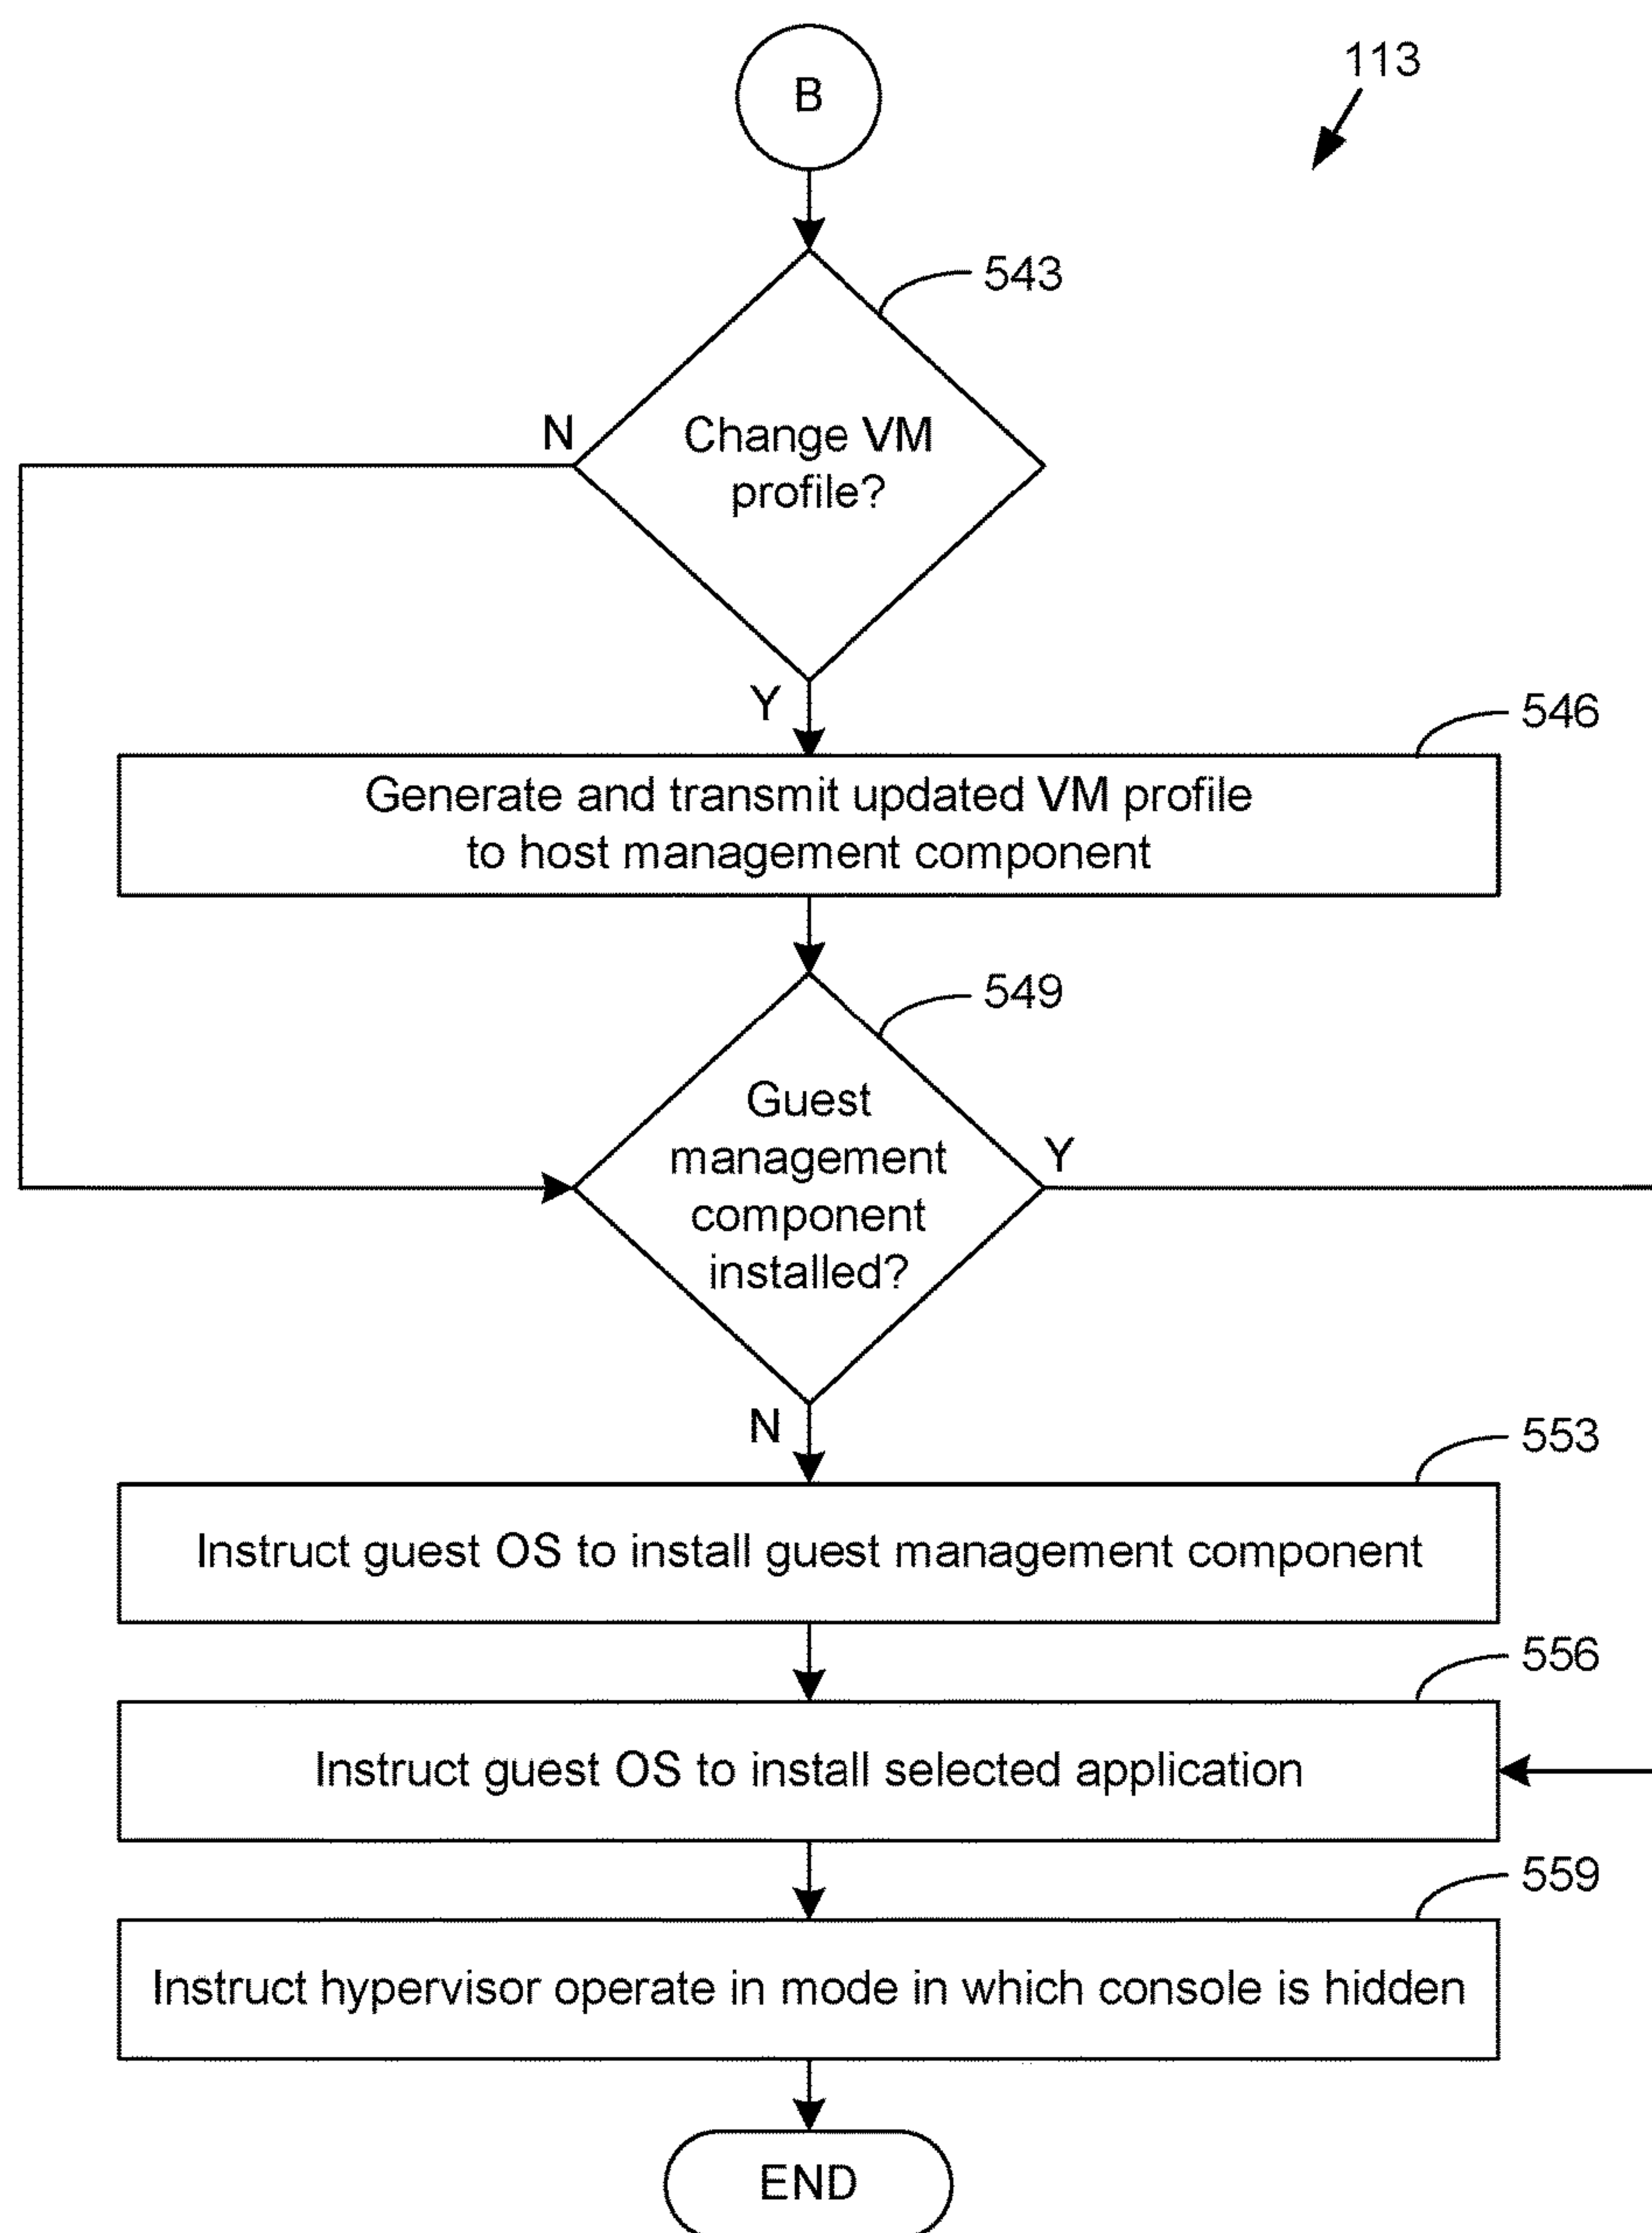 B
113
543
N
Change VM
profile?
Y
546
Generate and transmit updated VM profile
to host management component
549
Guest
management
component
installed?
Y
N
553
Instruct guest OS to install guest management component
556
Instruct guest OS to install selected application
559
Instruct hypervisor operate in mode in which console is hidden
END